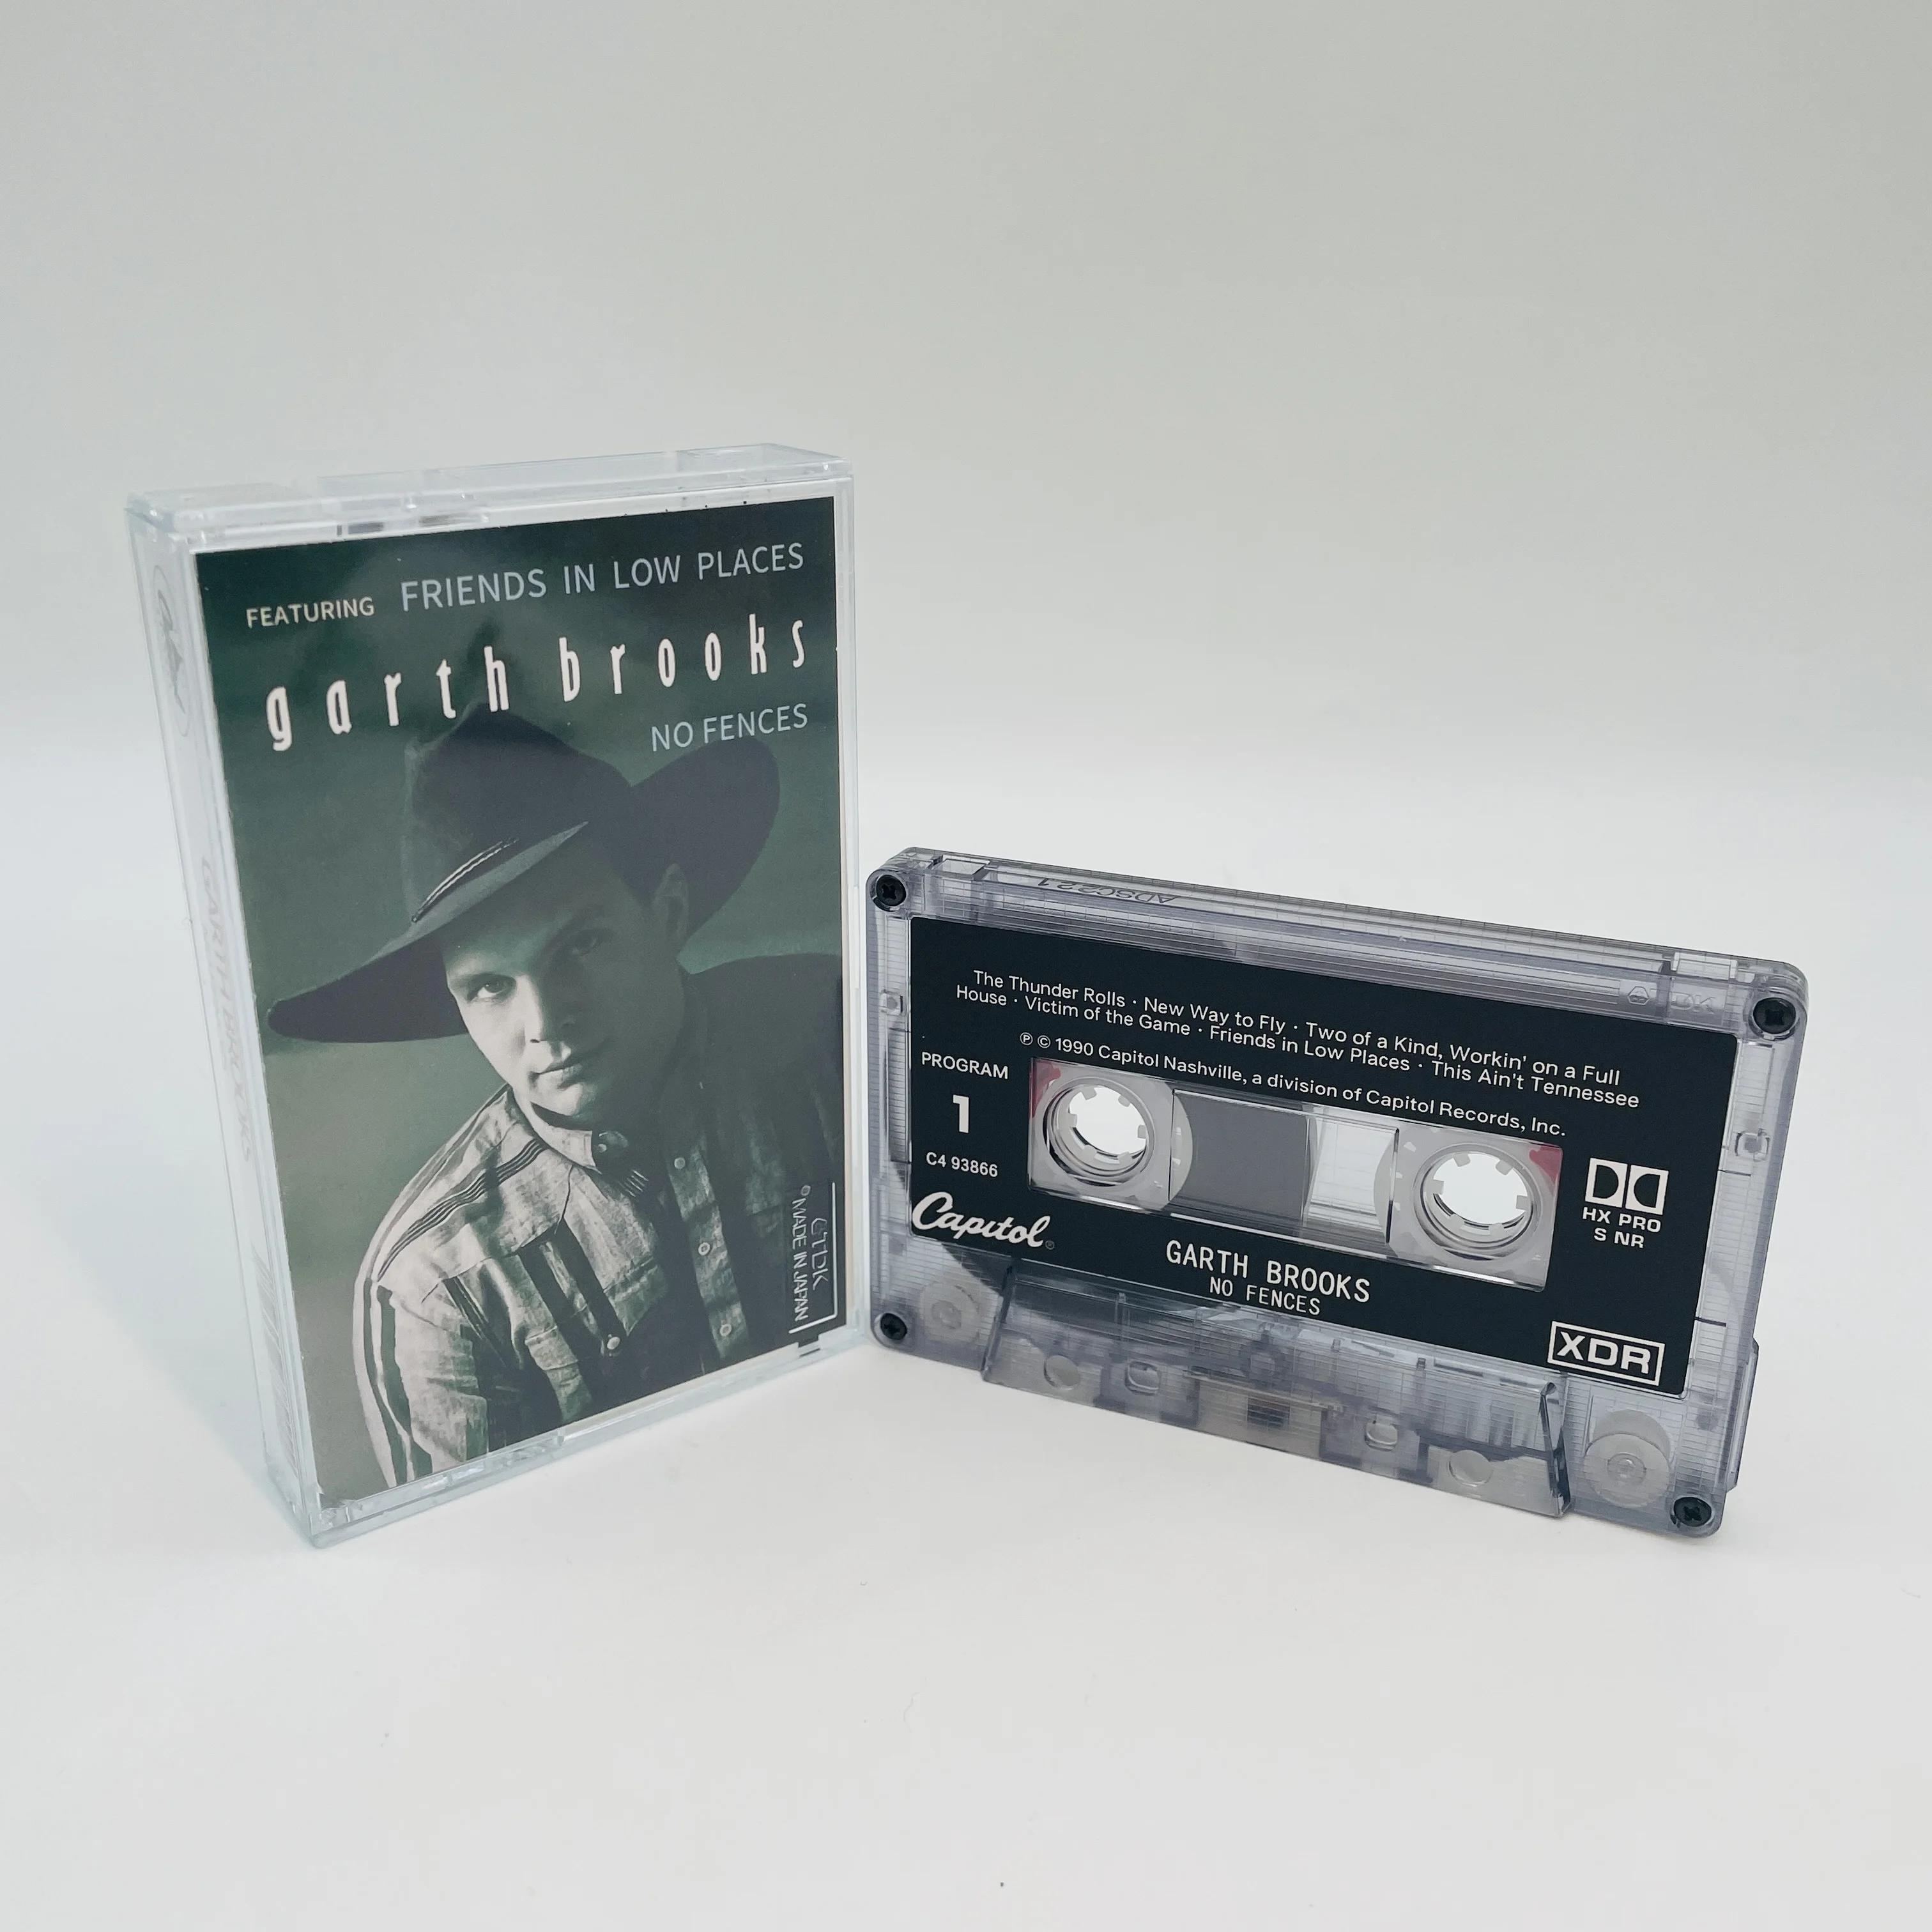 FEATURING FRIENDS IN LOW PLACES
garth brooks
NO FENCES
TDK
MADE IN JAPAN
GARTH BROOKS
The Thunder Rolls · New Way to Fly · Two of a Kind, Workin' on a Full
House · Victim of the Game · Friends in Low Places · This Ain't Tennessee
℗ © 1990 Capitol Nashville, a division of Capitol Records, Inc.
PROGRAM
1
C4 93866
Capitol®
HX PRO
S NR
GARTH BROOKS
NO FENCES
XDR